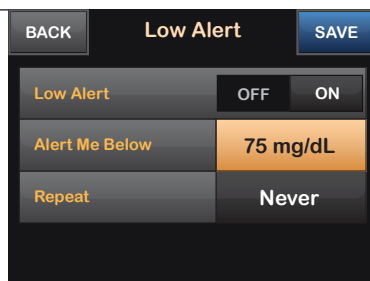 BACK Low Alert SAVE
Low Alert OFF ON
Alert Me Below 75 mg/dL
Repeat Never